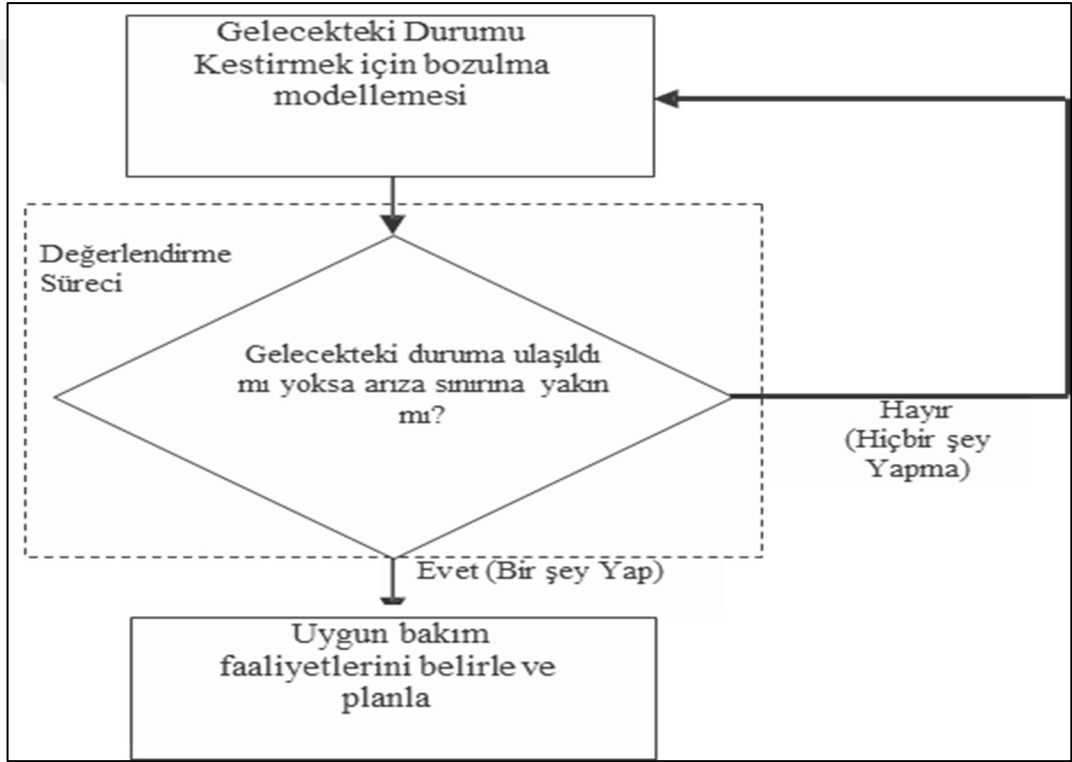 Gelecekteki Durumu
Kestirmek için bozulma
modellemesi
Değerlendirme
Süreci
Gelecekteki duruma ulaşıldı
mı yoksa arıza sınırına yakın
mı?
Hayır
(Hiçbir şey
Yapma)
Evet (Bir şey Yap)
Uygun bakım
faaliyetlerini belirle ve
planla